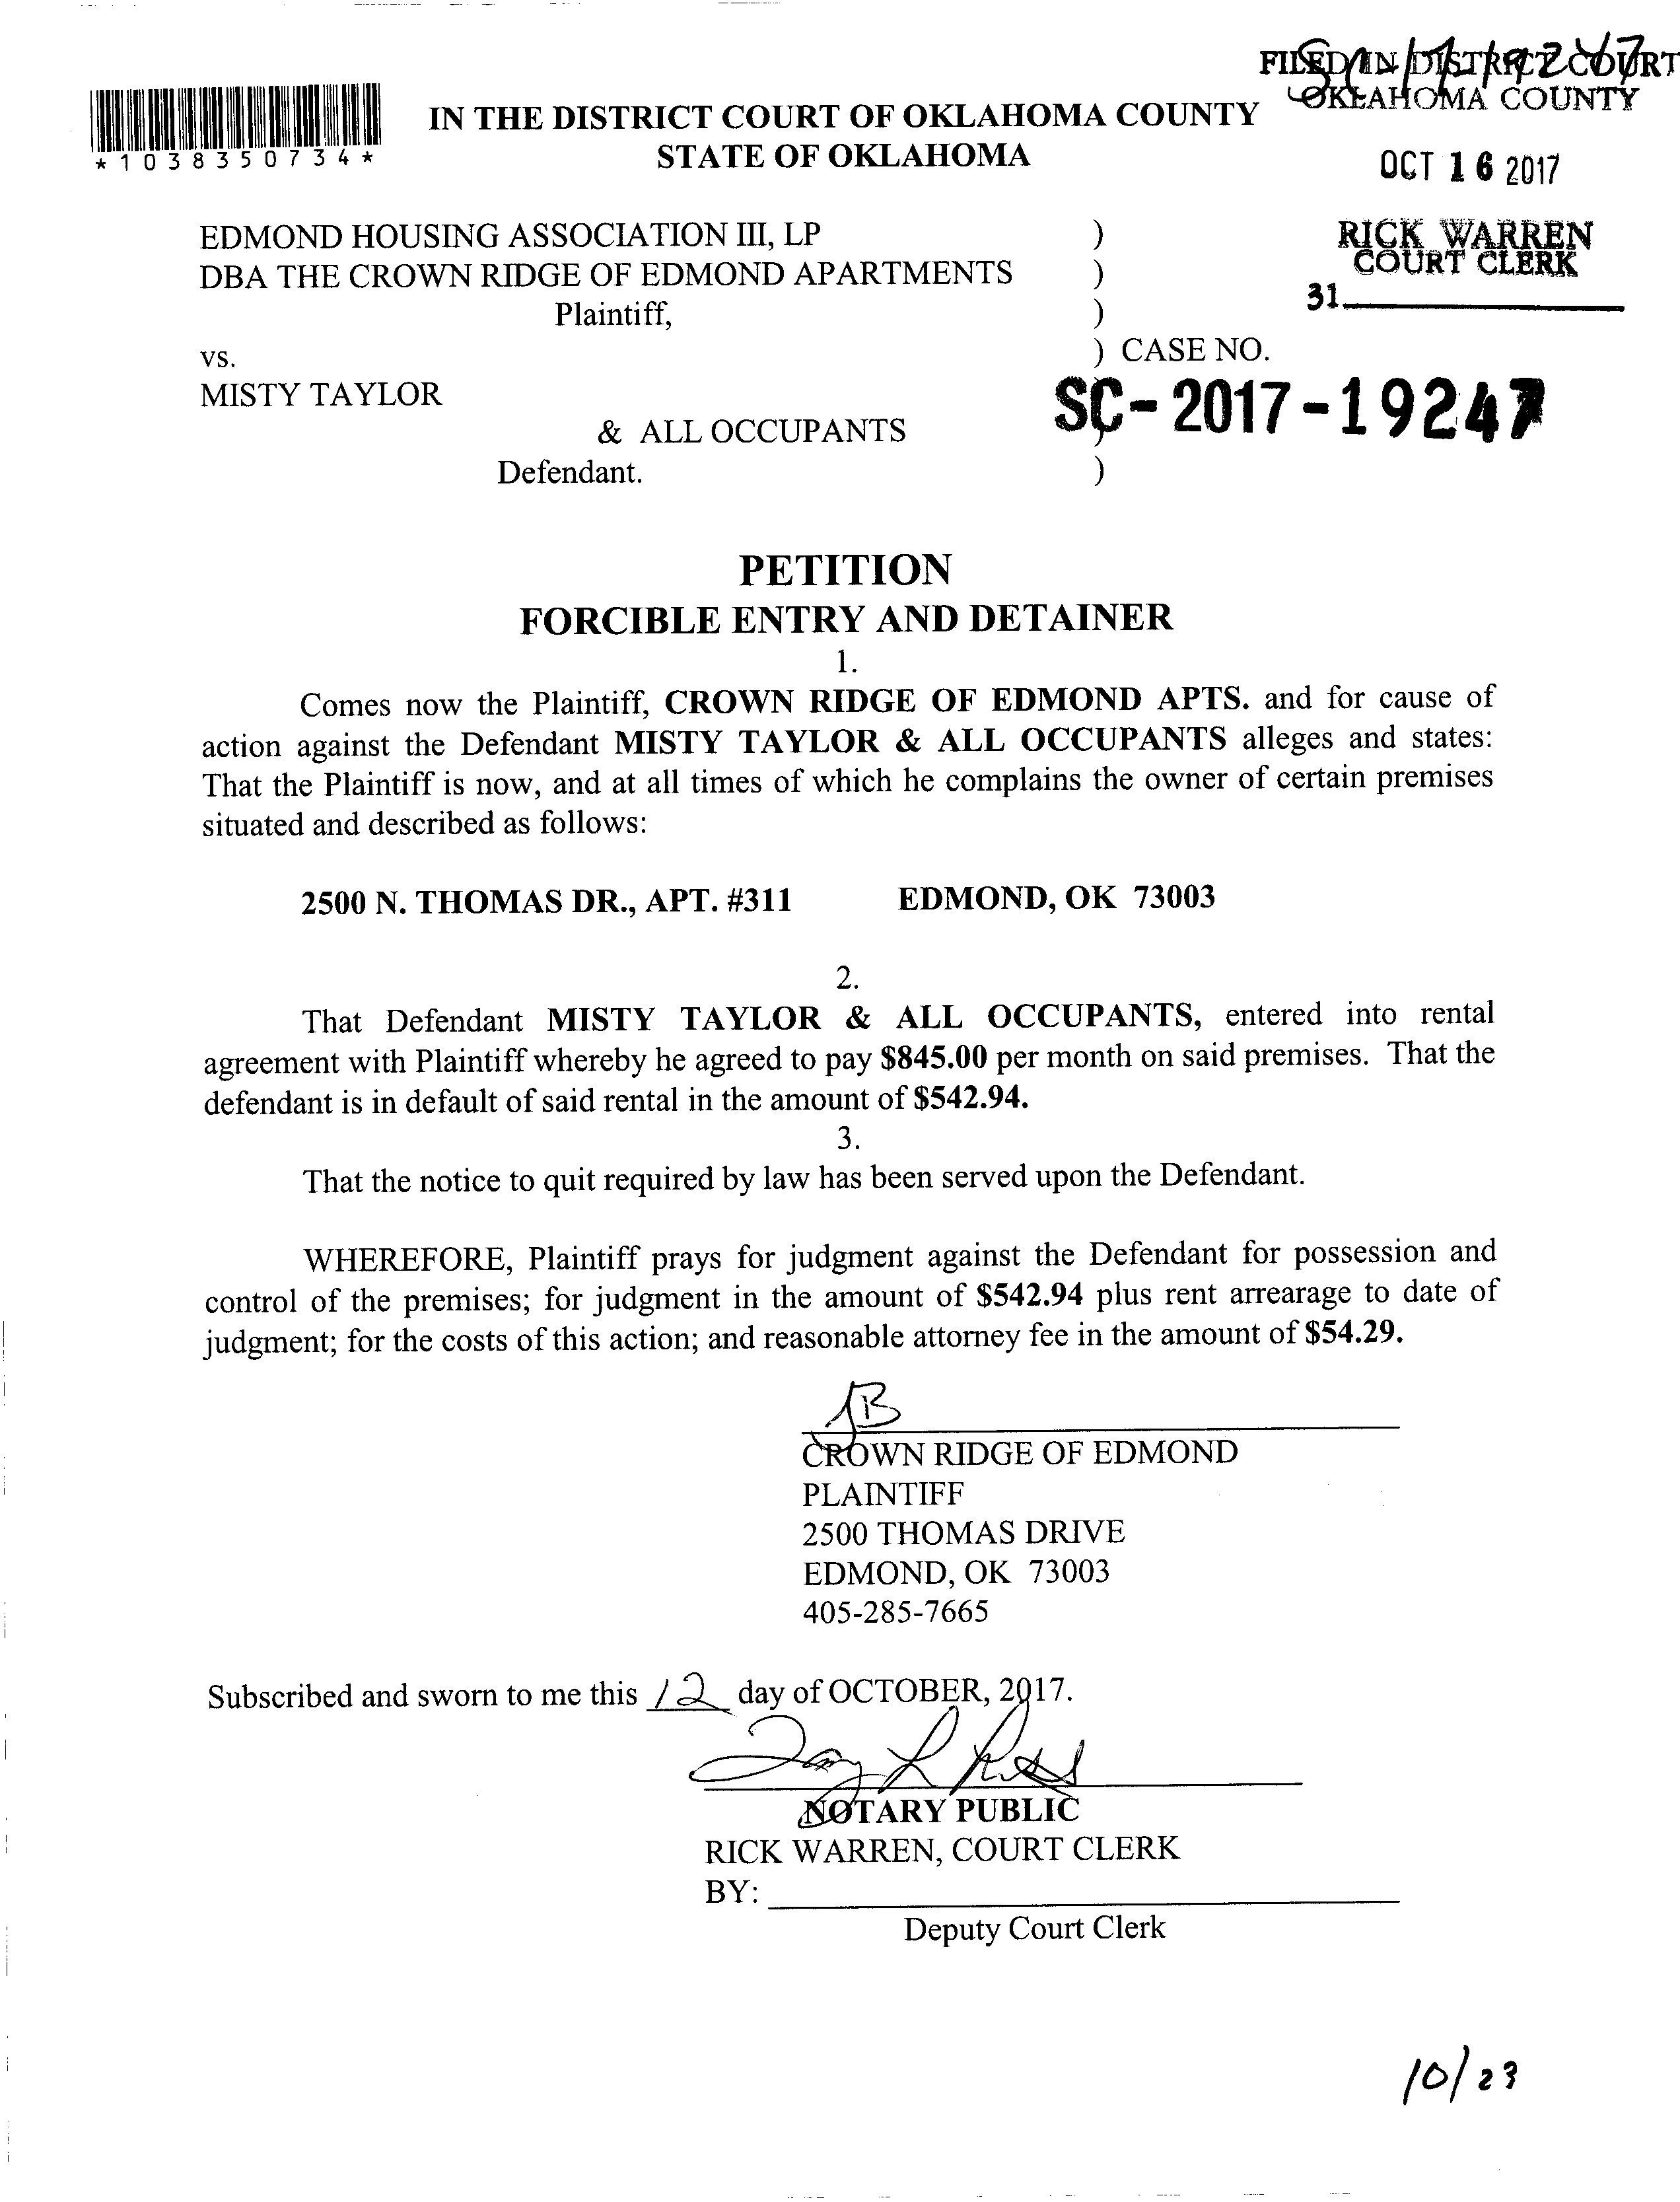 SC-17-19247
FILED IN DISTRICT COURT
OKLAHOMA COUNTY
*1038350734*
IN THE DISTRICT COURT OF OKLAHOMA COUNTY
STATE OF OKLAHOMA
OCT 16 2017
RICK WARREN
COURT CLERK
31
EDMOND HOUSING ASSOCIATION III, LP )
DBA THE CROWN RIDGE OF EDMOND APARTMENTS )
Plaintiff, )
vs. ) CASE NO.
MISTY TAYLOR
SC-2017-19247
& ALL OCCUPANTS )
Defendant. )
PETITION
FORCIBLE ENTRY AND DETAINER
1.
Comes now the Plaintiff, CROWN RIDGE OF EDMOND APTS. and for cause of
action against the Defendant MISTY TAYLOR & ALL OCCUPANTS alleges and states:
That the Plaintiff is now, and at all times of which he complains the owner of certain premises
situated and described as follows:
2500 N. THOMAS DR., APT. #311 EDMOND, OK 73003
2.
That Defendant MISTY TAYLOR & ALL OCCUPANTS, entered into rental
agreement with Plaintiff whereby he agreed to pay $845.00 per month on said premises. That the
defendant is in default of said rental in the amount of $542.94.
3.
That the notice to quit required by law has been served upon the Defendant.
WHEREFORE, Plaintiff prays for judgment against the Defendant for possession and
control of the premises; for judgment in the amount of $542.94 plus rent arrearage to date of
judgment; for the costs of this action; and reasonable attorney fee in the amount of $54.29.
JB
CROWN RIDGE OF EDMOND
PLAINTIFF
2500 THOMAS DRIVE
EDMOND, OK 73003
405-285-7665
Subscribed and sworn to me this 12 day of OCTOBER, 2017.
NOTARY PUBLIC
RICK WARREN, COURT CLERK
BY:
Deputy Court Clerk
10/23